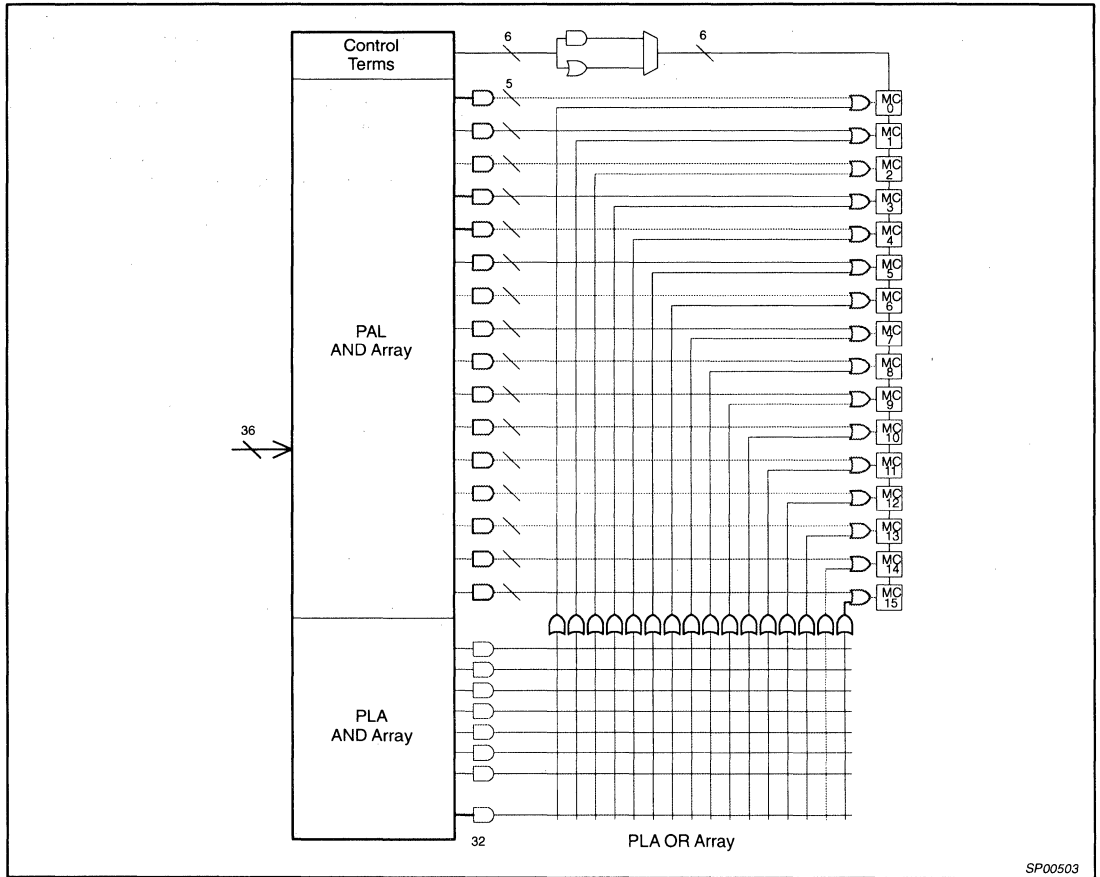 Control
Terms
6
6
5
PAL
AND Array
36
PLA
AND Array
32
PLA OR Array
MC
0
MC
1
MC
2
MC
3
MC
4
MC
5
MC
6
MC
7
MC
8
MC
9
MC
10
MC
11
MC
12
MC
13
MC
14
MC
15
SP00503